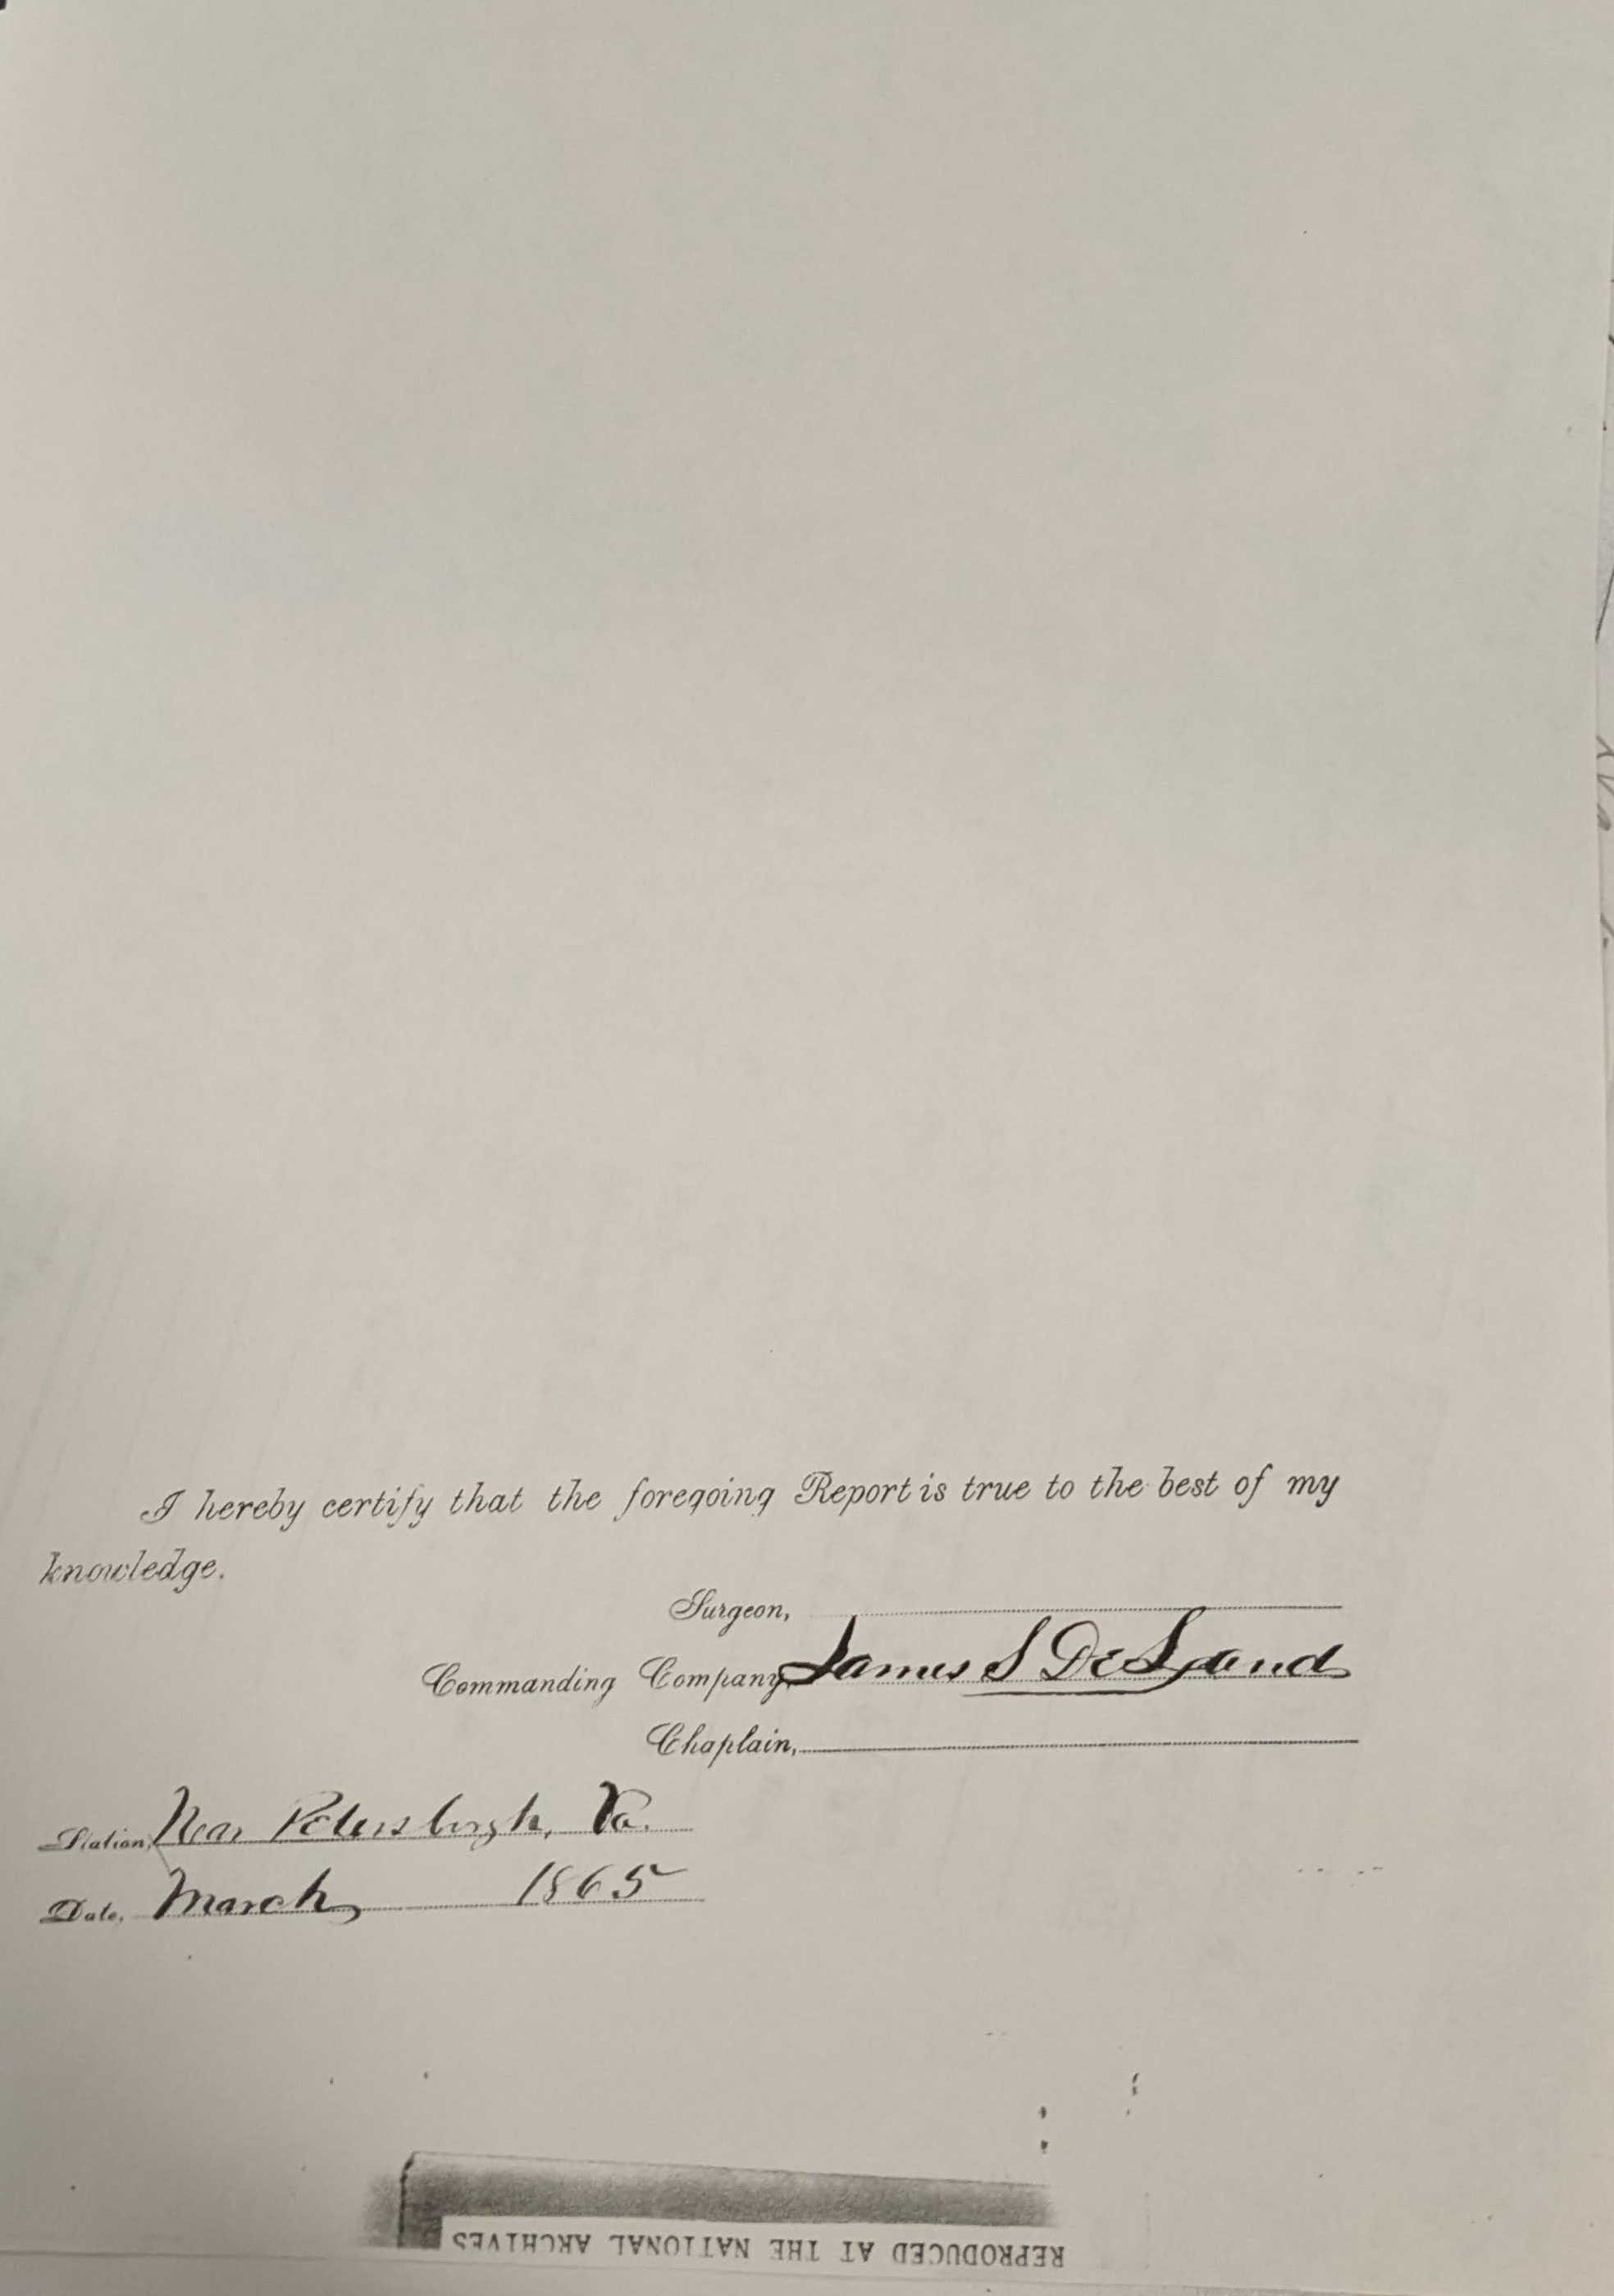 I hereby certify that the foregoing Report is true to the best of my
knowledge.
Surgeon,
Commanding Company, James S DeLand
Chaplain,
Station, Near Petersburgh, Va.
Date, March 1865
REPRODUCED AT THE NATIONAL ARCHIVES